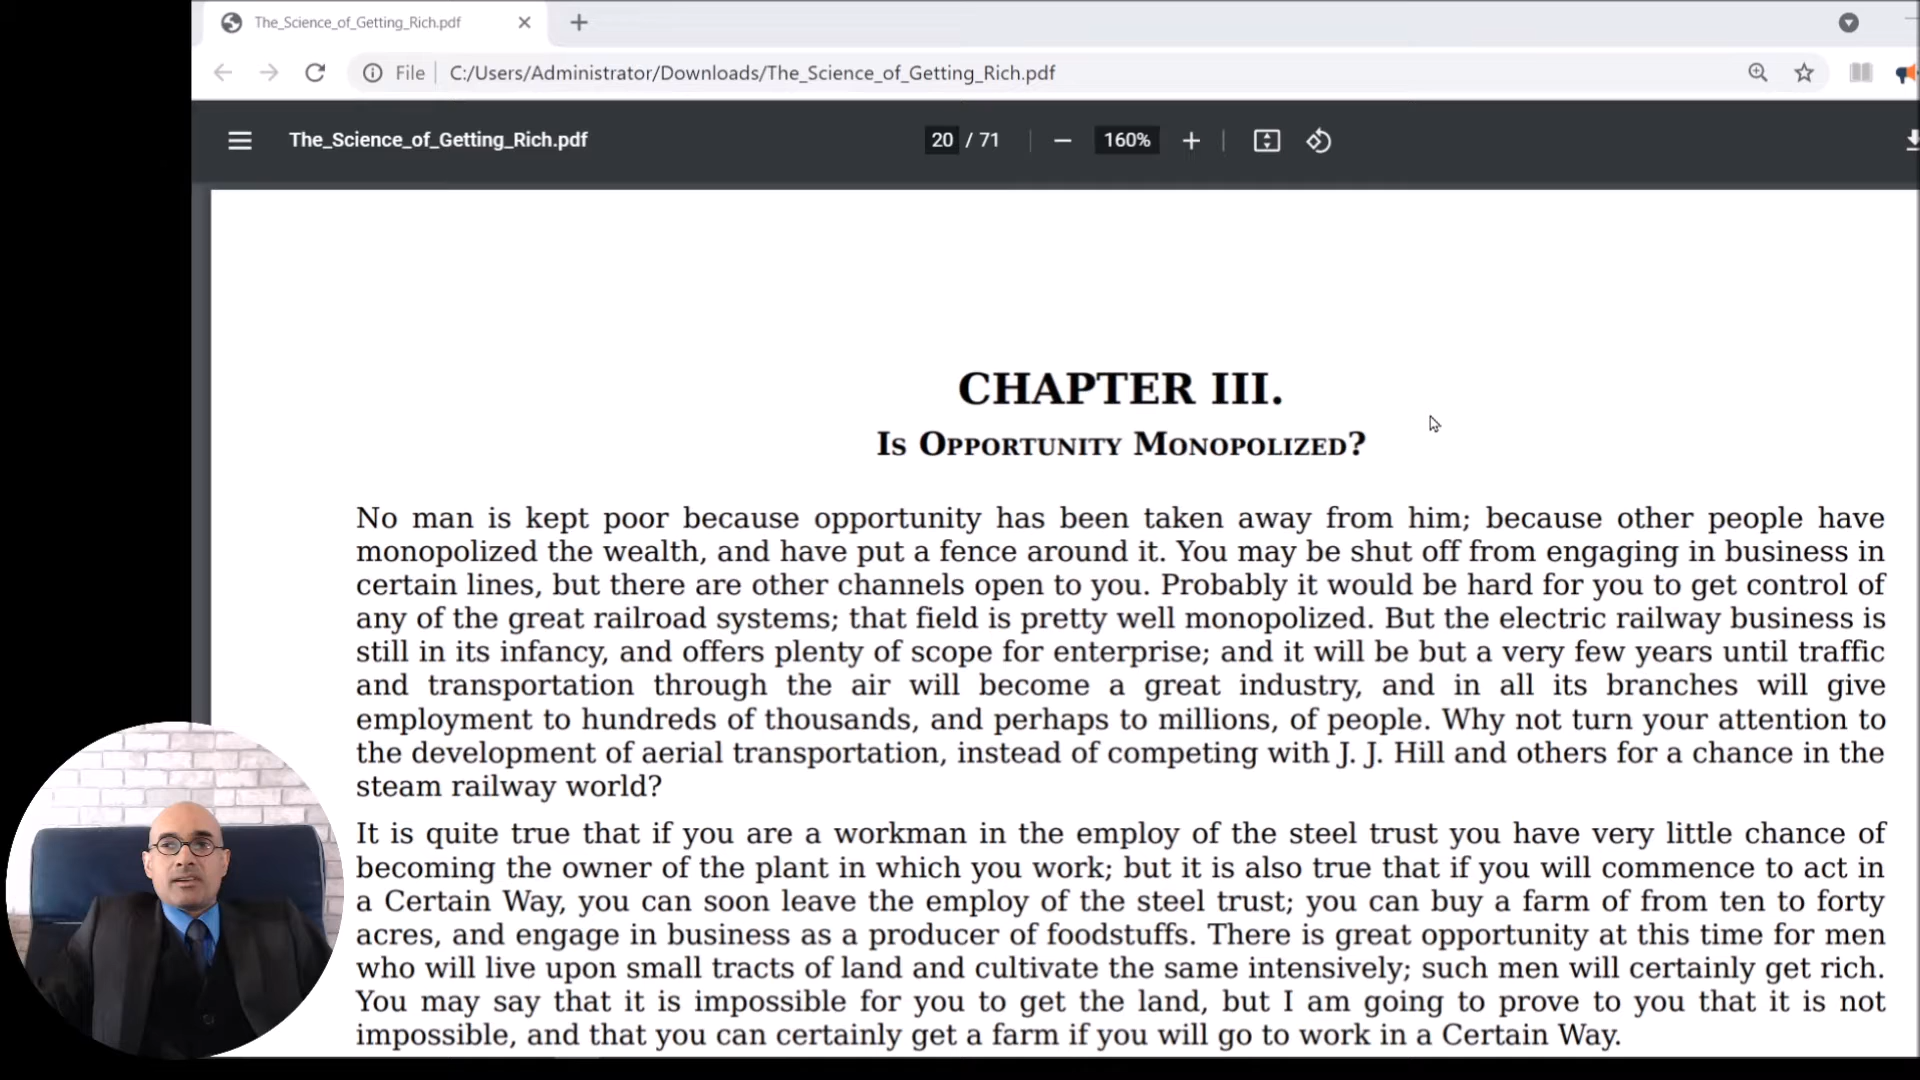 The_Science_of_Getting_Rich.pdf
File
C:/Users/Administrator/Downloads/The_Science_of_Getting_Rich.pdf
The_Science_of_Getting_Rich.pdf
20 / 71
160%
CHAPTER III.
Is Opportunity Monopolized?
No man is kept poor because opportunity has been taken away from him; because other people have
monopolized the wealth, and have put a fence around it. You may be shut off from engaging in business in
certain lines, but there are other channels open to you. Probably it would be hard for you to get control of
any of the great railroad systems; that field is pretty well monopolized. But the electric railway business is
still in its infancy, and offers plenty of scope for enterprise; and it will be but a very few years until traffic
and transportation through the air will become a great industry, and in all its branches will give
employment to hundreds of thousands, and perhaps to millions, of people. Why not turn your attention to
the development of aerial transportation, instead of competing with J. J. Hill and others for a chance in the
steam railway world?
It is quite true that if you are a workman in the employ of the steel trust you have very little chance of
becoming the owner of the plant in which you work; but it is also true that if you will commence to act in
a Certain Way, you can soon leave the employ of the steel trust; you can buy a farm of from ten to forty
acres, and engage in business as a producer of foodstuffs. There is great opportunity at this time for men
who will live upon small tracts of land and cultivate the same intensively; such men will certainly get rich.
You may say that it is impossible for you to get the land, but I am going to prove to you that it is not
impossible, and that you can certainly get a farm if you will go to work in a Certain Way.